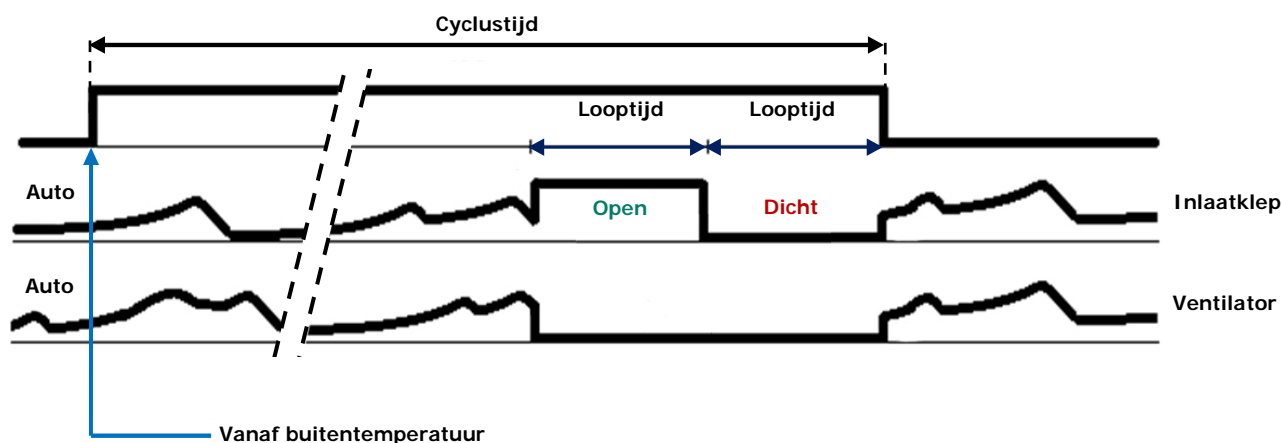 Cyclustijd
Looptijd
Looptijd
Auto
Open
Dicht
Inlaatklep
Auto
Ventilator
Vanaf buitentemperatuur